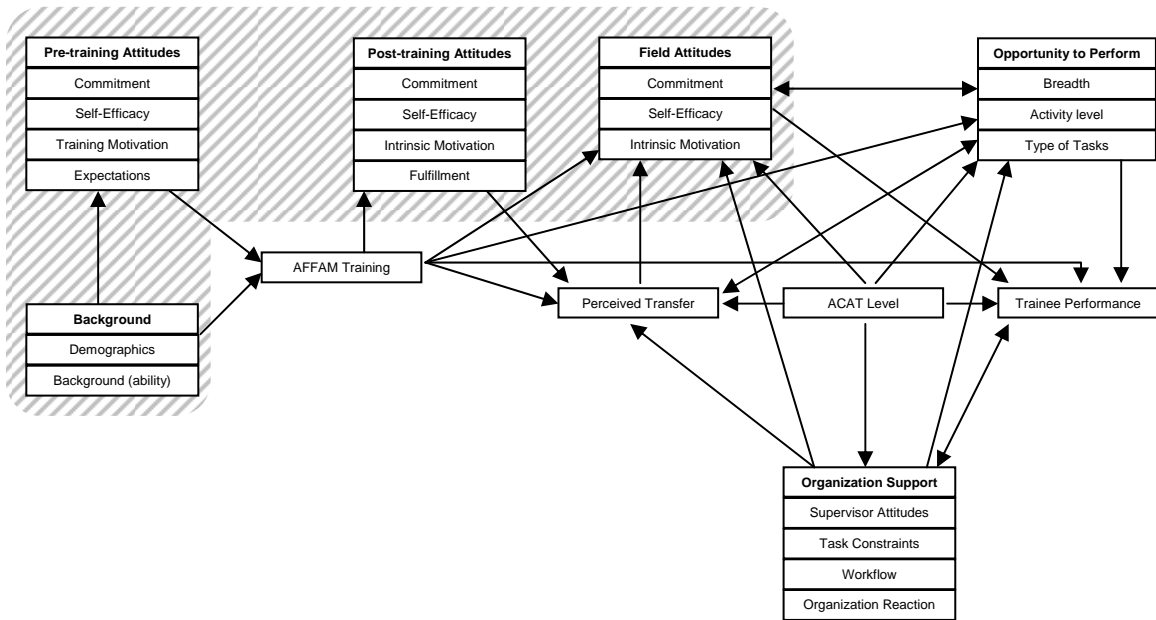 Pre-training Attitudes
Commitment
Self-Efficacy
Training Motivation
Expectations
Post-training Attitudes
Commitment
Self-Efficacy
Intrinsic Motivation
Fulfillment
Field Attitudes
Commitment
Self-Efficacy
Intrinsic Motivation
Opportunity to Perform
Breadth
Activity level
Type of Tasks
AFFAM Training
Perceived Transfer
ACAT Level
Trainee Performance
Background
Demographics
Background (ability)
Organization Support
Supervisor Attitudes
Task Constraints
Workflow
Organization Reaction